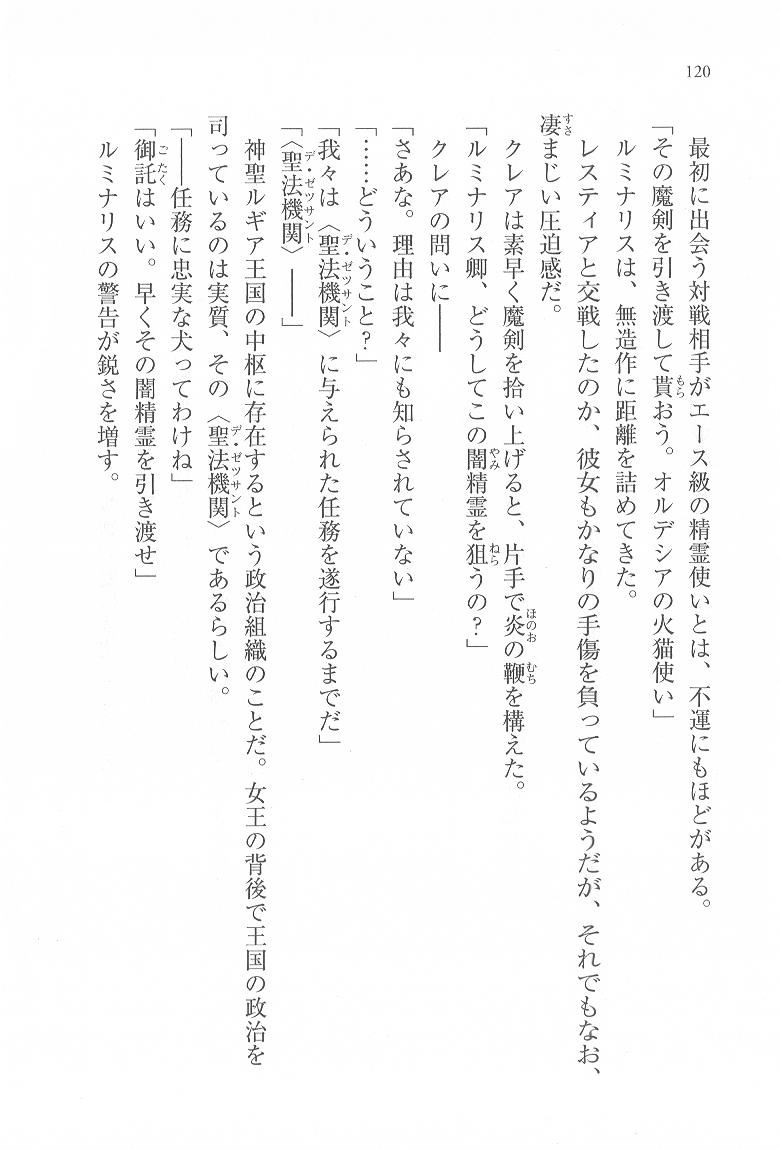 120
最初に出会う対戦相手がエース級の精霊使いとは、不運にもほどがある。
「その魔剣を引き渡して貰おう。オルデシアの火猫使い」
ルミナリスは、無造作に距離を詰めてきた。
レスティアと交戦したのか、彼女もかなりの手傷を負っているようだが、それでもなお、
凄まじい圧迫感だ。
クレアは素早く魔剣を拾い上げると、片手で炎の鞭を構えた。
「ルミナリス卿、どうしてこの闇精霊を狙うの？」
クレアの問いに――
「さあな。理由は我々にも知らされていない」
「……どういうこと？」
「我々は〈聖法機関〉に与えられた任務を遂行するまでだ」
「〈聖法機関〉――」
神聖ルギア王国の中枢に存在するという政治組織のことだ。女王の背後で王国の政治を
司っているのは実質、その〈聖法機関〉であるらしい。
「――任務に忠実な犬ってわけね」
「御託はいい。早くその闇精霊を引き渡せ」
ルミナリスの警告が鋭さを増す。